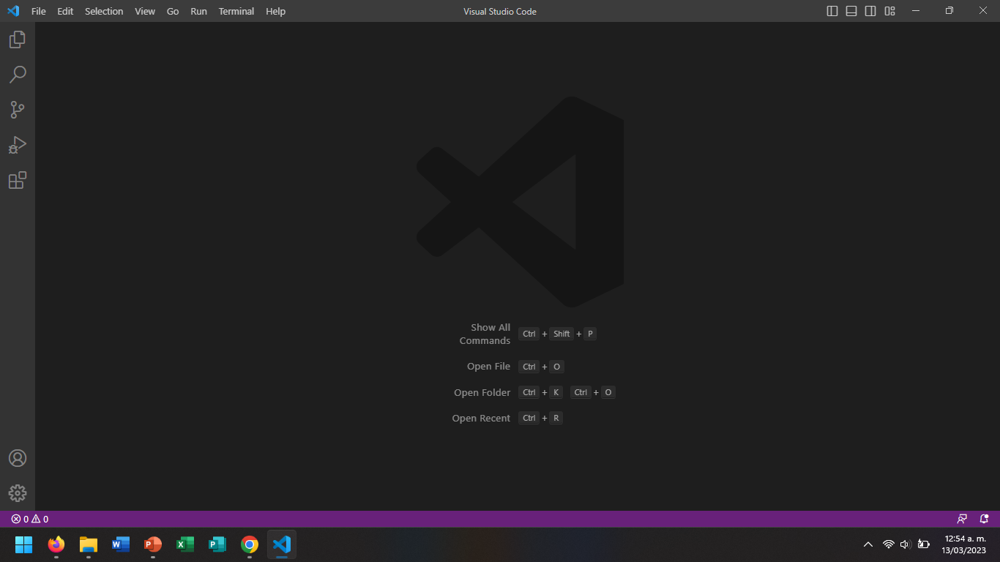 File Edit Selection View Go Run Terminal Help Visual Studio Code
Show All
Commands Ctrl + Shift + P
Open File Ctrl + O
Open Folder Ctrl + K Ctrl + O
Open Recent Ctrl + R
0 0
W P X P
12:54 a. m.
13/03/2023